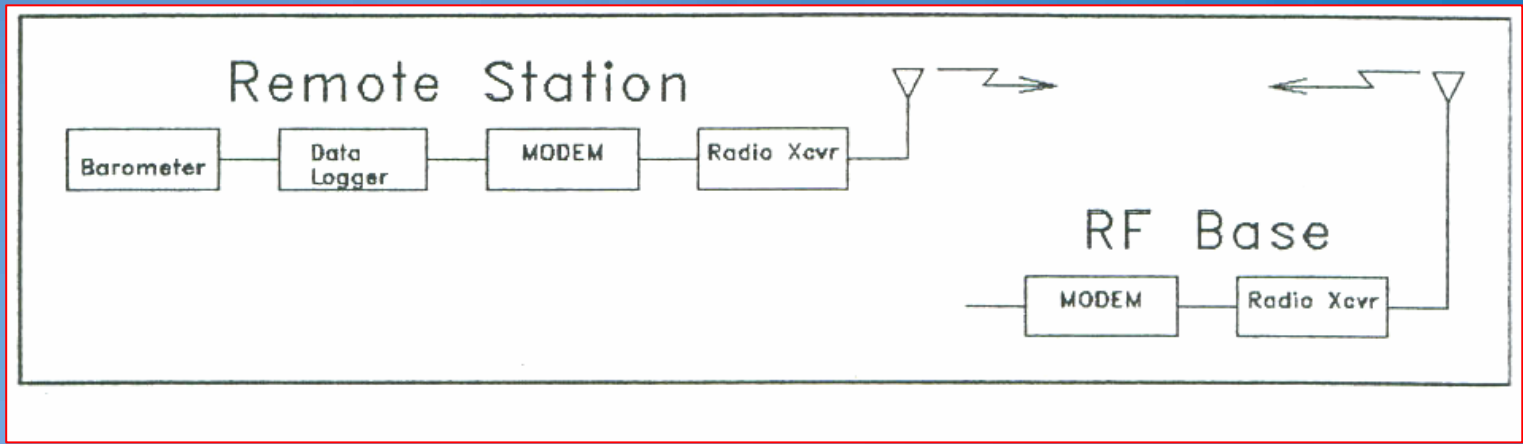 Remote Station
Barometer
Data
Logger
MODEM
Radio Xcvr
RF Base
MODEM
Radio Xcvr